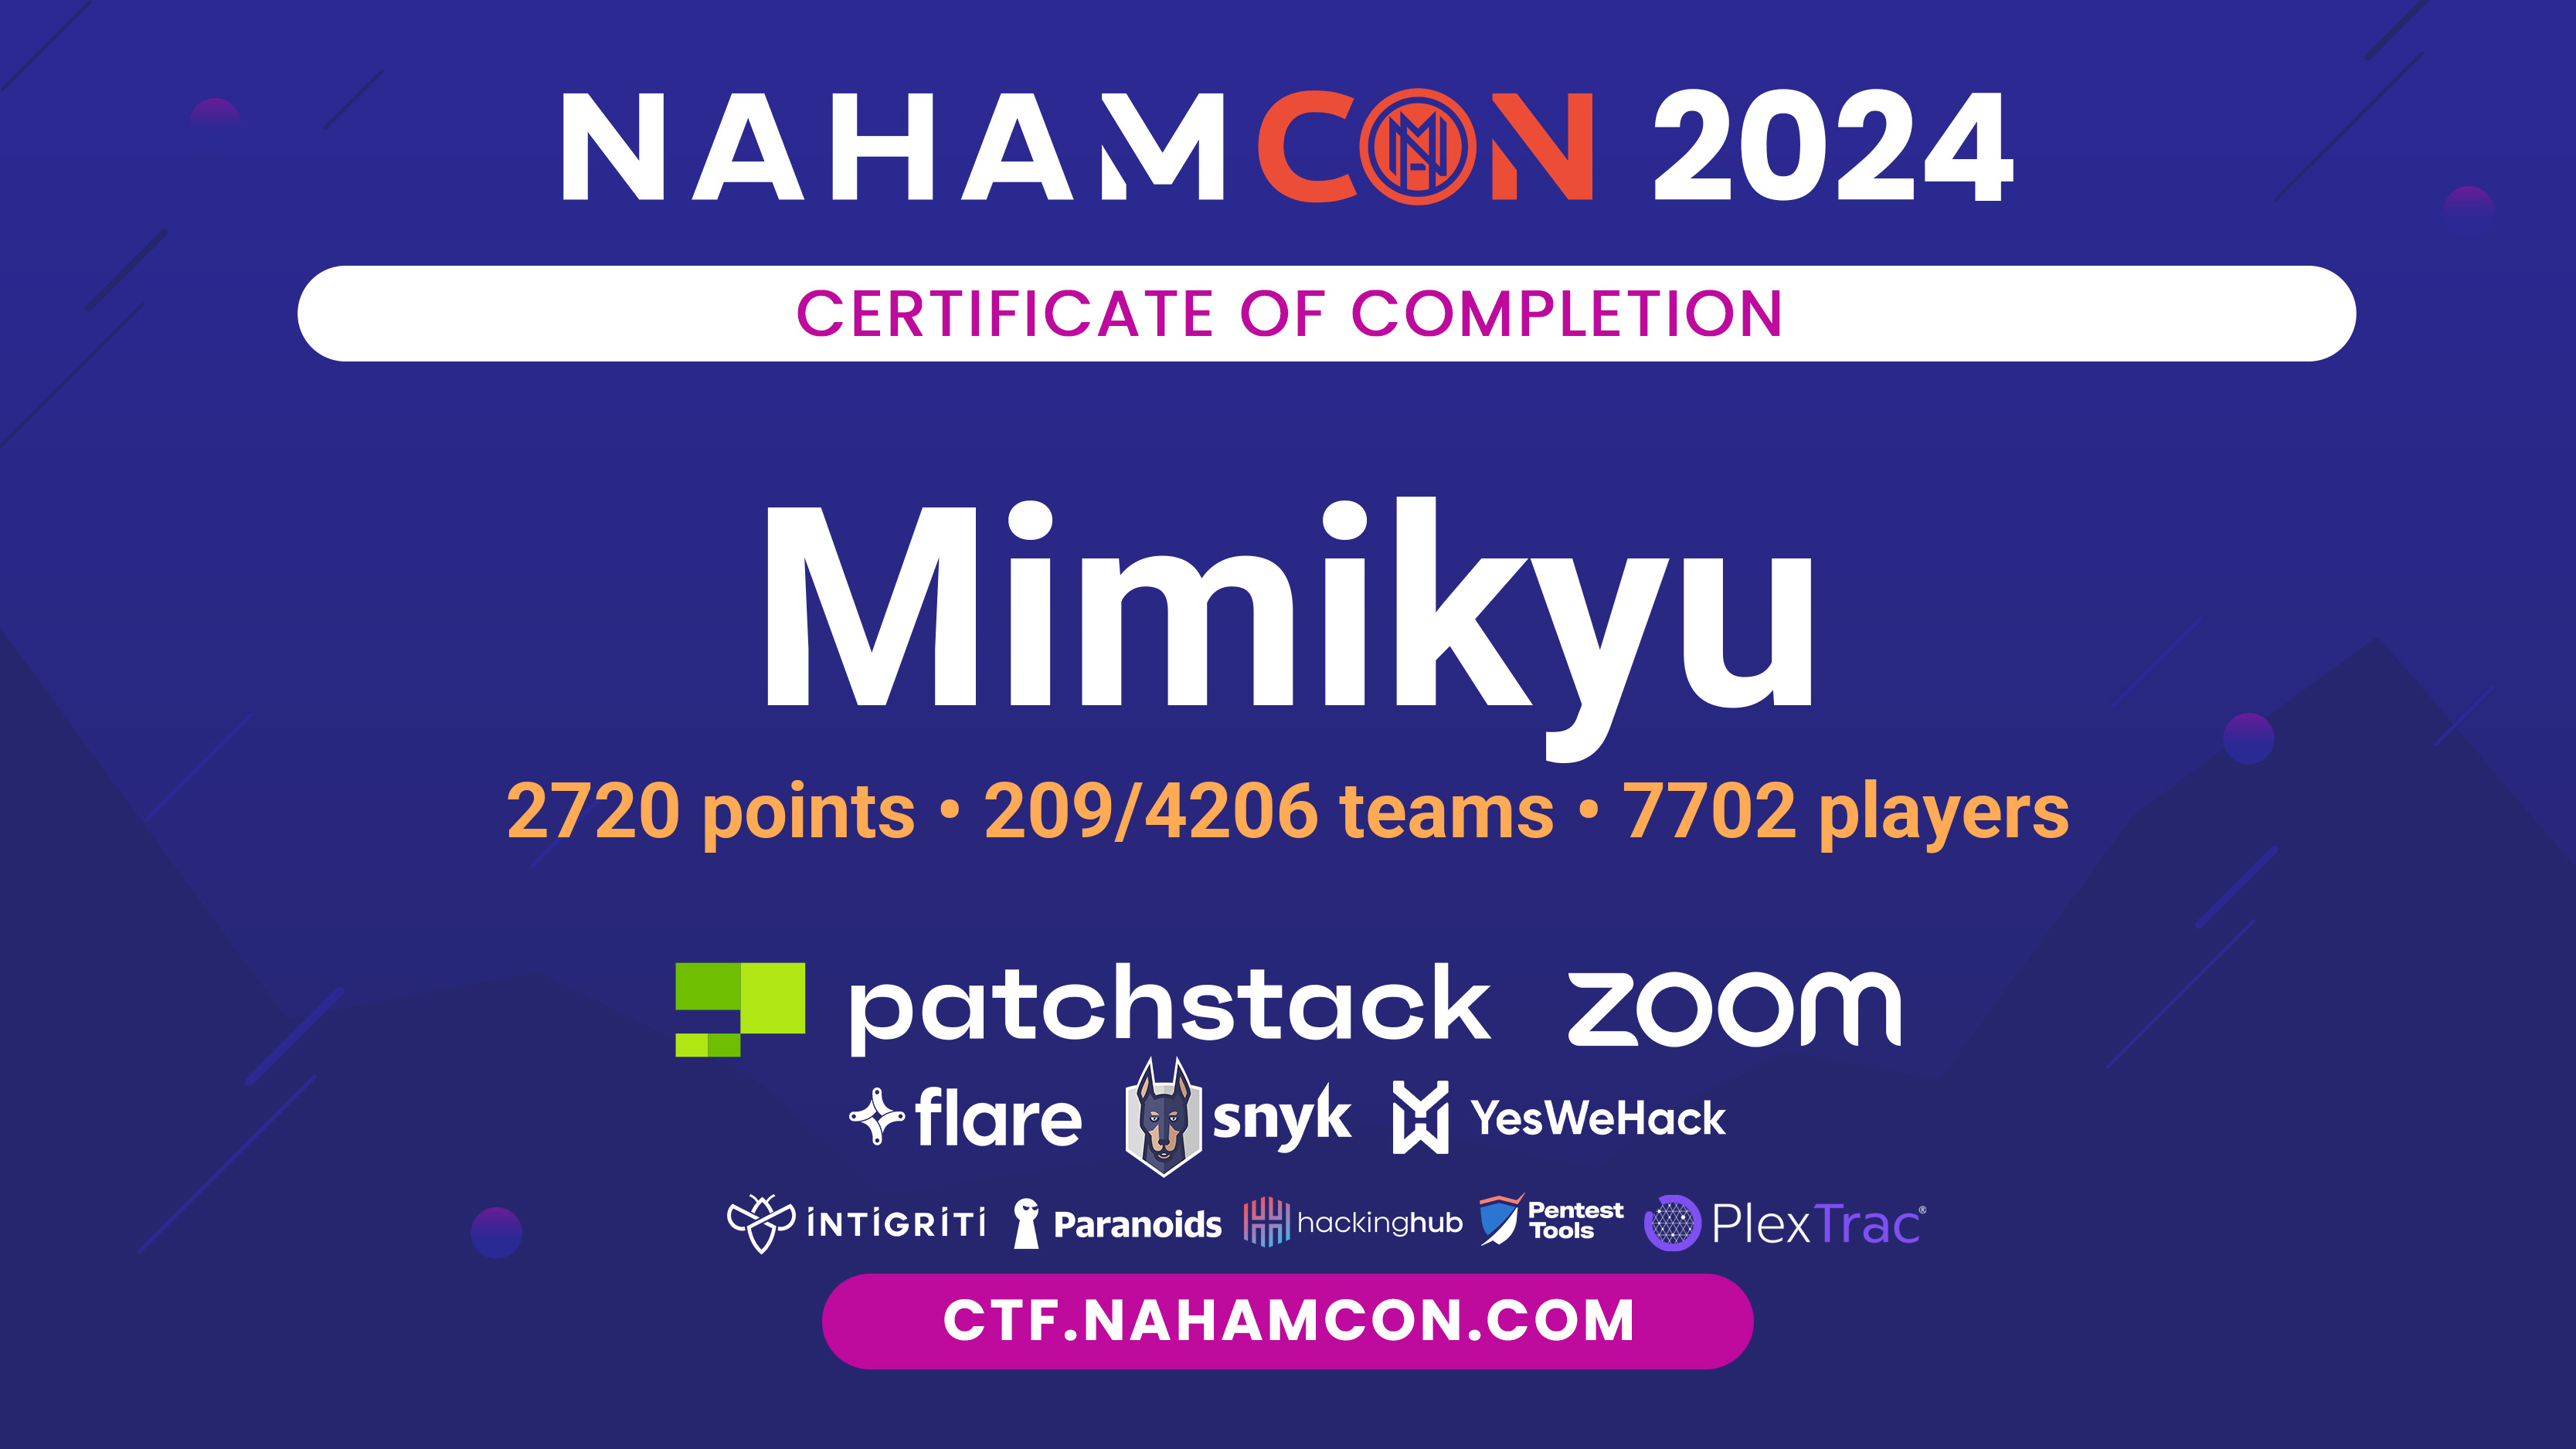 NAHAMCON 2024
CERTIFICATE OF COMPLETION
Mimikyu
2720 points • 209/4206 teams • 7702 players
patchstack zoom
flare snyk YesWeHack
INTIGRITI Paranoids hackinghub Pentest Tools PlexTrac®
CTF.NAHAMCON.COM